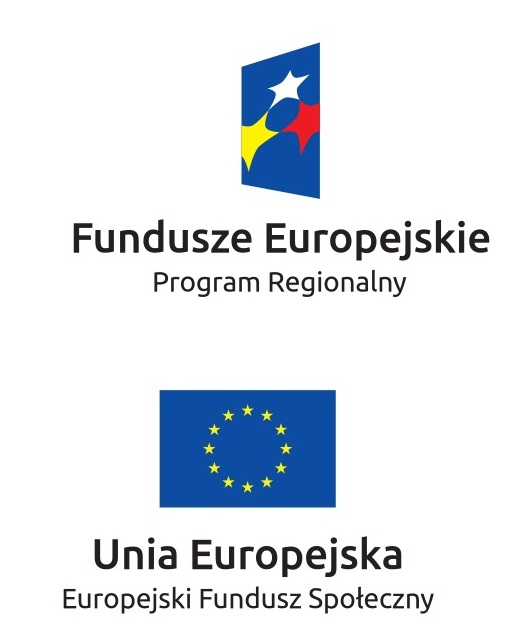 Fundusze Europejskie
Program Regionalny
Unia Europejska
Europejski Fundusz Społeczny